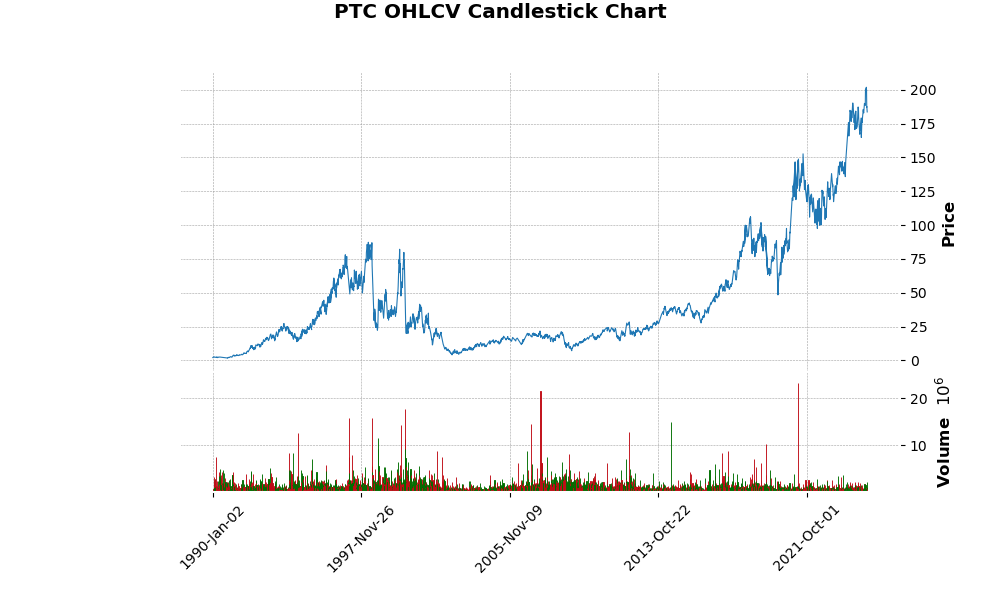 PTC OHLCV Candlestick Chart
200
175
150
125
100
75
50
25
0
Price
20
10
Volume 10^6
1990-Jan-02
1997-Nov-26
2005-Nov-09
2013-Oct-22
2021-Oct-01